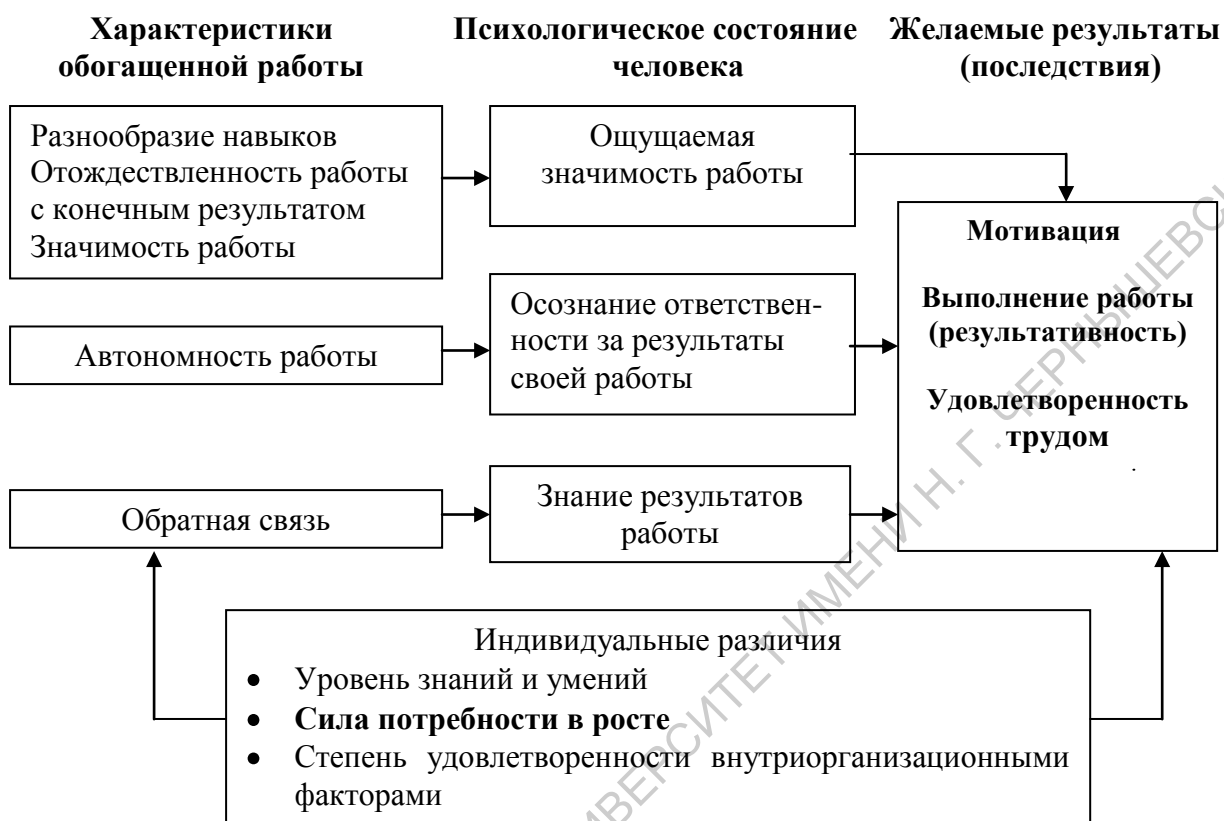 Характеристики
обогащенной работы
Психологическое состояние
человека
Желаемые результаты
(последствия)
Разнообразие навыков
Отождествленность работы
с конечным результатом
Значимость работы
Ощущаемая
значимость работы
Мотивация
Выполнение работы
(результативность)
Удовлетворенность
трудом
Автономность работы
Осознание ответствен-
ности за результаты
своей работы
Обратная связь
Знание результатов
работы
Индивидуальные различия
• Уровень знаний и умений
• Сила потребности в росте
• Степень удовлетворенности внутриорганизационными
факторами
ИМЕНИ Н. Г.